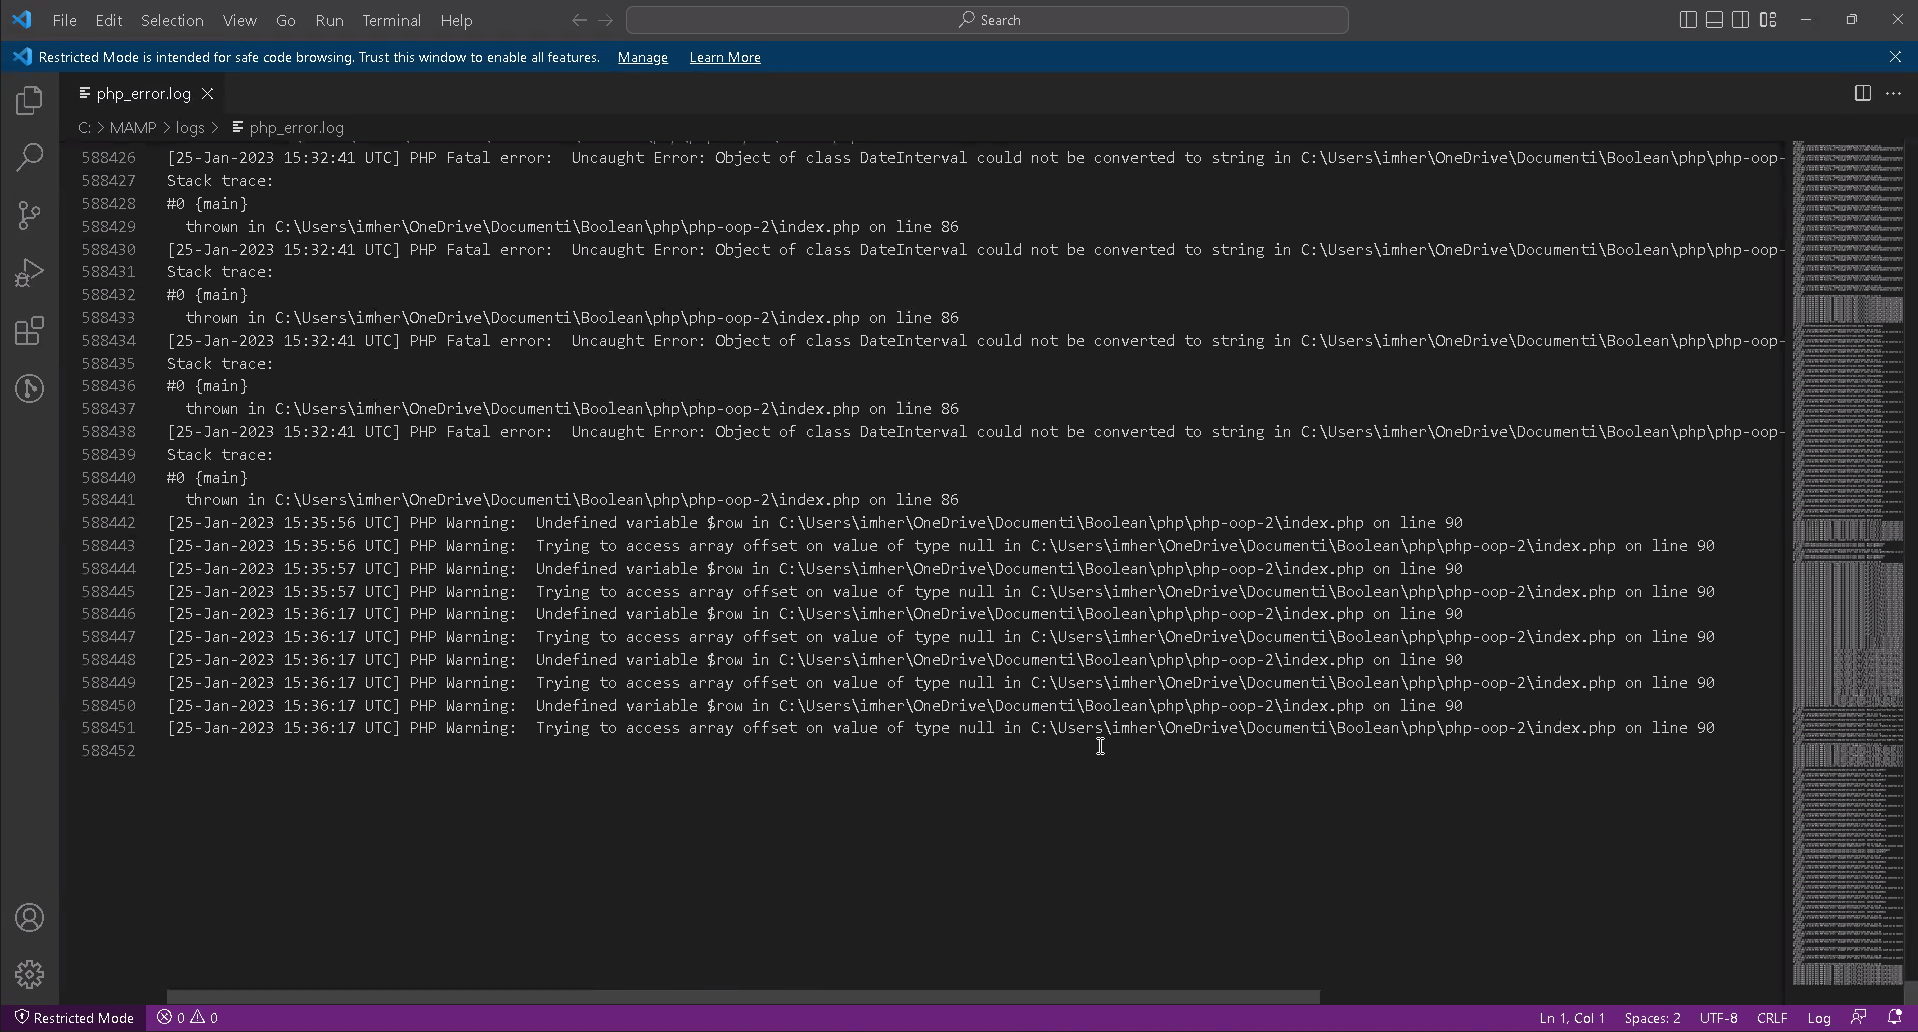 File Edit Selection View Go Run Terminal Help Search
Restricted Mode is intended for safe code browsing. Trust this window to enable all features. Manage Learn More
php_error.log
C: > MAMP > logs > php_error.log
588426 [25-Jan-2023 15:32:41 UTC] PHP Fatal error:  Uncaught Error: Object of class DateInterval could not be converted to string in C:\Users\imher\OneDrive\Documenti\Boolean\php\php-oop-
588427 Stack trace:
588428 #0 {main}
588429   thrown in C:\Users\imher\OneDrive\Documenti\Boolean\php\php-oop-2\index.php on line 86
588430 [25-Jan-2023 15:32:41 UTC] PHP Fatal error:  Uncaught Error: Object of class DateInterval could not be converted to string in C:\Users\imher\OneDrive\Documenti\Boolean\php\php-oop-
588431 Stack trace:
588432 #0 {main}
588433   thrown in C:\Users\imher\OneDrive\Documenti\Boolean\php\php-oop-2\index.php on line 86
588434 [25-Jan-2023 15:32:41 UTC] PHP Fatal error:  Uncaught Error: Object of class DateInterval could not be converted to string in C:\Users\imher\OneDrive\Documenti\Boolean\php\php-oop-
588435 Stack trace:
588436 #0 {main}
588437   thrown in C:\Users\imher\OneDrive\Documenti\Boolean\php\php-oop-2\index.php on line 86
588438 [25-Jan-2023 15:32:41 UTC] PHP Fatal error:  Uncaught Error: Object of class DateInterval could not be converted to string in C:\Users\imher\OneDrive\Documenti\Boolean\php\php-oop-
588439 Stack trace:
588440 #0 {main}
588441   thrown in C:\Users\imher\OneDrive\Documenti\Boolean\php\php-oop-2\index.php on line 86
588442 [25-Jan-2023 15:35:56 UTC] PHP Warning:  Undefined variable $row in C:\Users\imher\OneDrive\Documenti\Boolean\php\php-oop-2\index.php on line 90
588443 [25-Jan-2023 15:35:56 UTC] PHP Warning:  Trying to access array offset on value of type null in C:\Users\imher\OneDrive\Documenti\Boolean\php\php-oop-2\index.php on line 90
588444 [25-Jan-2023 15:35:57 UTC] PHP Warning:  Undefined variable $row in C:\Users\imher\OneDrive\Documenti\Boolean\php\php-oop-2\index.php on line 90
588445 [25-Jan-2023 15:35:57 UTC] PHP Warning:  Trying to access array offset on value of type null in C:\Users\imher\OneDrive\Documenti\Boolean\php\php-oop-2\index.php on line 90
588446 [25-Jan-2023 15:36:17 UTC] PHP Warning:  Undefined variable $row in C:\Users\imher\OneDrive\Documenti\Boolean\php\php-oop-2\index.php on line 90
588447 [25-Jan-2023 15:36:17 UTC] PHP Warning:  Trying to access array offset on value of type null in C:\Users\imher\OneDrive\Documenti\Boolean\php\php-oop-2\index.php on line 90
588448 [25-Jan-2023 15:36:17 UTC] PHP Warning:  Undefined variable $row in C:\Users\imher\OneDrive\Documenti\Boolean\php\php-oop-2\index.php on line 90
588449 [25-Jan-2023 15:36:17 UTC] PHP Warning:  Trying to access array offset on value of type null in C:\Users\imher\OneDrive\Documenti\Boolean\php\php-oop-2\index.php on line 90
588450 [25-Jan-2023 15:36:17 UTC] PHP Warning:  Undefined variable $row in C:\Users\imher\OneDrive\Documenti\Boolean\php\php-oop-2\index.php on line 90
588451 [25-Jan-2023 15:36:17 UTC] PHP Warning:  Trying to access array offset on value of type null in C:\Users\imher\OneDrive\Documenti\Boolean\php\php-oop-2\index.php on line 90
588452
Restricted Mode 0 0 Ln 1, Col 1 Spaces: 2 UTF-8 CRLF Log